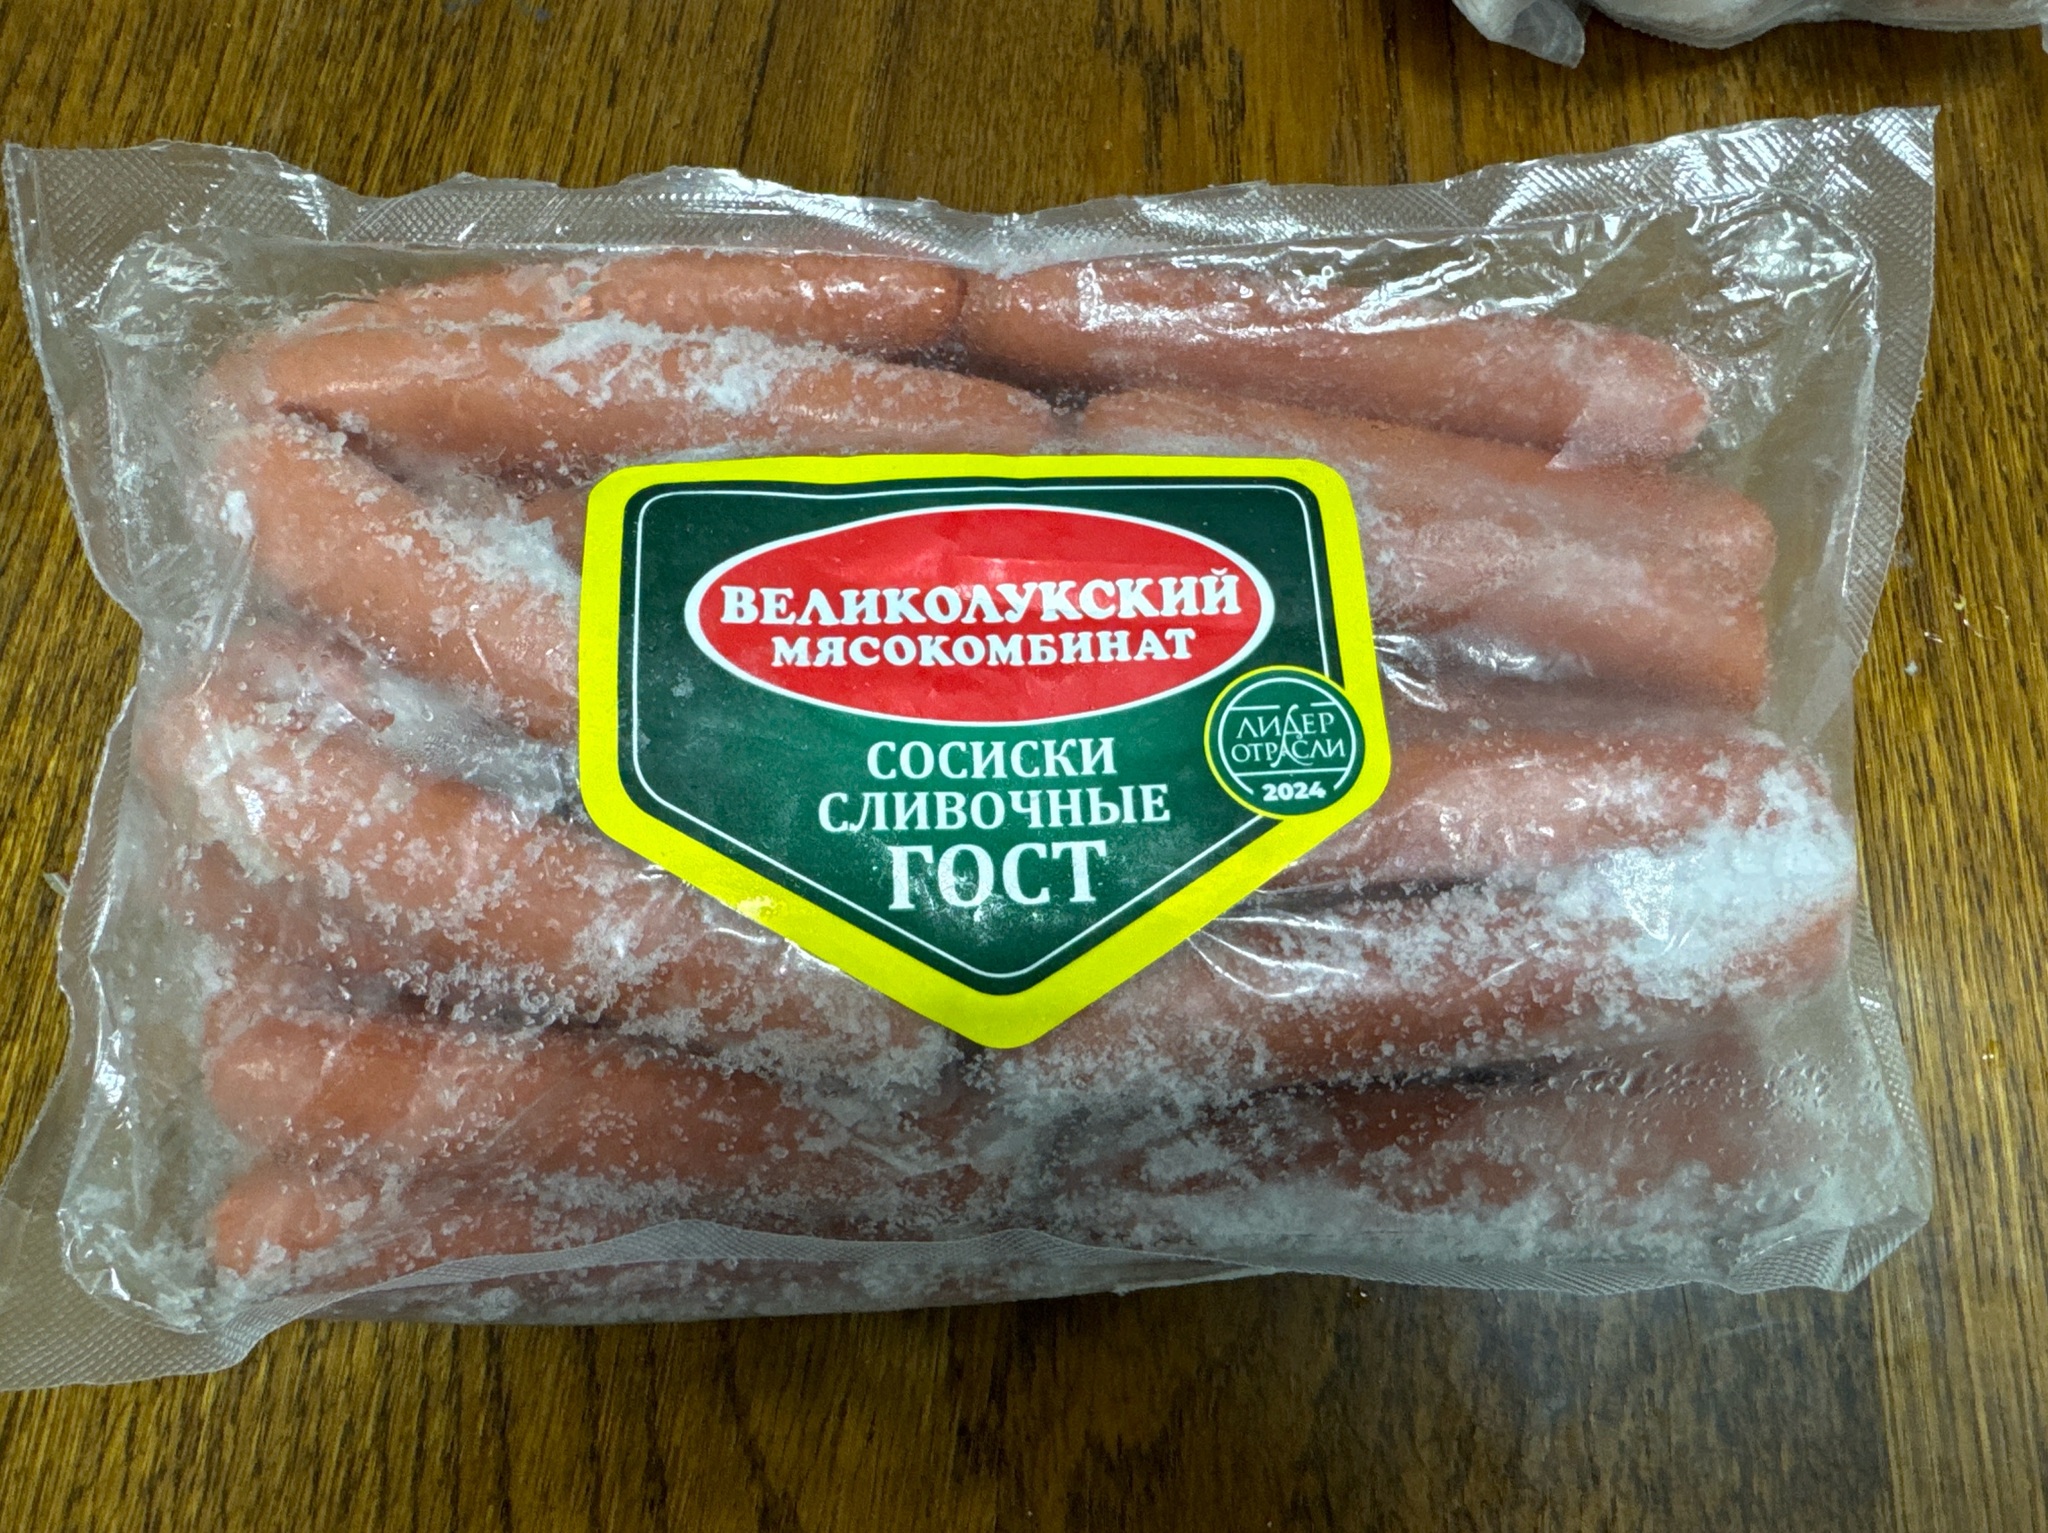 ВЕЛИКОЛУКСКИЙ
МЯСОКОМБИНАТ
СОСИСКИ
СЛИВОЧНЫЕ
ГОСТ
ЛИДЕР
ОТРАСЛИ
2024